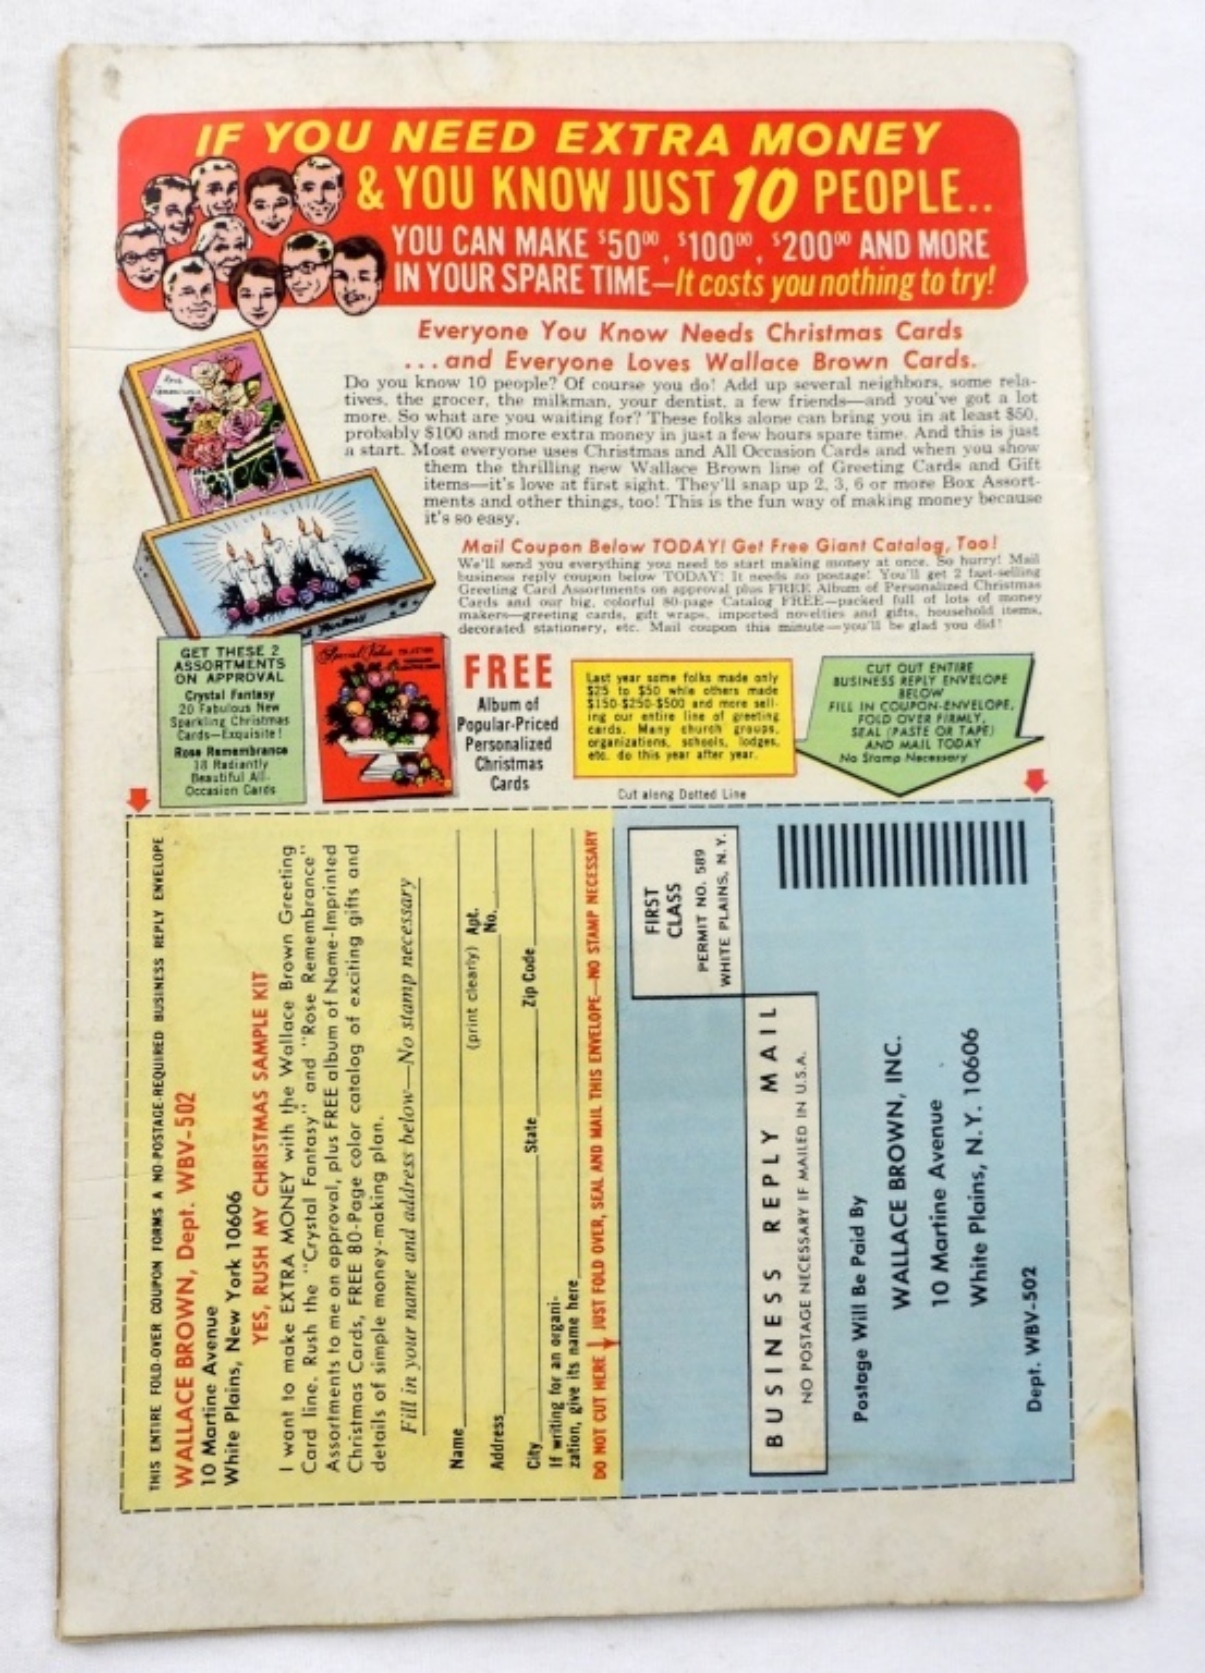 IF YOU NEED EXTRA MONEY
& YOU KNOW JUST 10 PEOPLE..
YOU CAN MAKE $50⁰⁰, $100⁰⁰, $200⁰⁰ AND MORE
IN YOUR SPARE TIME—It costs you nothing to try!
Everyone You Know Needs Christmas Cards
...and Everyone Loves Wallace Brown Cards.
Do you know 10 people? Of course you do! Add up several neighbors, some rela-
tives, the grocer, the milkman, your dentist, a few friends—and you've got a lot
more. So what are you waiting for? These folks alone can bring you in at least $50,
probably $100 and more extra money in just a few hours spare time. And this is just
a start. Most everyone uses Christmas and All Occasion Cards and when you show
them the thrilling new Wallace Brown line of Greeting Cards and Gift
items—it's love at first sight. They'll snap up 2, 3, 6 or more Box Assort-
ments and other things, too! This is the fun way of making money because
it's so easy.
Mail Coupon Below TODAY! Get Free Giant Catalog, Too!
We'll send you everything you need to start making money at once. So hurry! Mail
business reply coupon below TODAY! It needs no postage! You'll get 2 fast-selling
Greeting Card Assortments on approval plus FREE Album of Personalized Christmas
Cards and our big, colorful 80-page Catalog FREE—packed full of lots of money
makers—greeting cards, gift wraps, imported novelties and gifts, household items,
decorated stationery, etc. Mail coupon this minute—you'll be glad you did!
GET THESE 2
ASSORTMENTS
ON APPROVAL
Crystal Fantasy
20 Fabulous New
Sparkling Christmas
Cards—Exquisite!
Rose Remembrance
18 Radiantly
Beautiful All-
Occasion Cards
Special Value
FREE
Album of
Popular-Priced
Personalized
Christmas
Cards
Last year some folks made only
$25 to $50 while others made
$150-$250-$500 and more sell-
ing our entire line of greeting
cards. Many church groups,
organizations, schools, lodges,
etc. do this year after year.
CUT OUT ENTIRE
BUSINESS REPLY ENVELOPE
BELOW
FILL IN COUPON-ENVELOPE,
FOLD OVER FIRMLY,
SEAL (PASTE OR TAPE)
AND MAIL TODAY
No Stamp Necessary
Cut along Dotted Line
THIS ENTIRE FOLD-OVER COUPON FORMS A NO-POSTAGE-REQUIRED BUSINESS REPLY ENVELOPE
WALLACE BROWN, Dept. WBV-502
10 Martine Avenue
White Plains, New York 10606
YES, RUSH MY CHRISTMAS SAMPLE KIT
I want to make EXTRA MONEY with the Wallace Brown Greeting
Card line. Rush the "Crystal Fantasy" and "Rose Remembrance"
Assortments to me on approval, plus FREE album of Name-Imprinted
Christmas Cards, FREE 80-Page color catalog of exciting gifts and
details of simple money-making plan.
Fill in your name and address below—No stamp necessary
Name
(print clearly)
Address Apt. No.
City State Zip Code
If writing for an organi-
zation, give its name here
DO NOT CUT HERE JUST FOLD OVER, SEAL AND MAIL THIS ENVELOPE—NO STAMP NECESSARY
FIRST
CLASS
PERMIT NO. 589
WHITE PLAINS, N.Y.
BUSINESS REPLY MAIL
NO POSTAGE NECESSARY IF MAILED IN U.S.A.
Postage Will Be Paid By
WALLACE BROWN, INC.
10 Martine Avenue
White Plains, N. Y. 10606
Dept. WBV-502